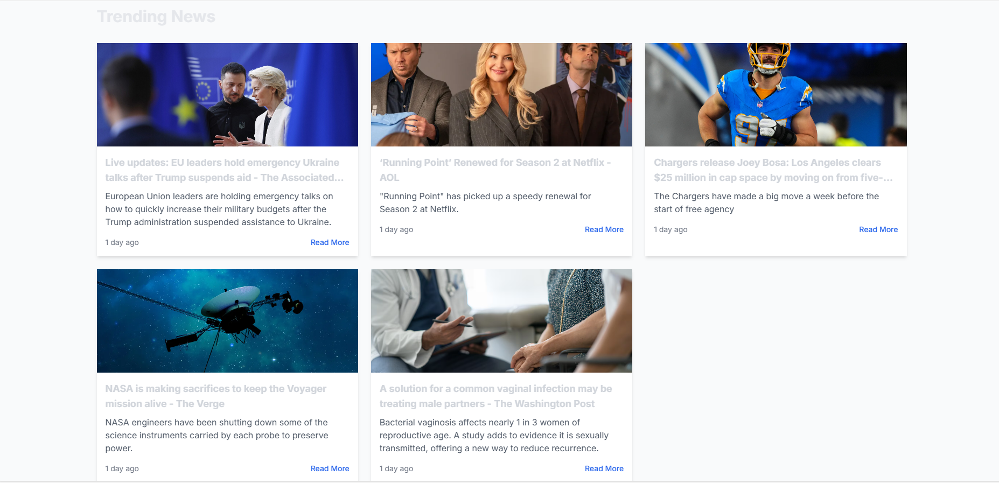 Trending News
Live updates: EU leaders hold emergency Ukraine
talks after Trump suspends aid - The Associated...
European Union leaders are holding emergency talks on
how to quickly increase their military budgets after the
Trump administration suspended assistance to Ukraine.
1 day ago
Read More
‘Running Point’ Renewed for Season 2 at Netflix -
AOL
"Running Point" has picked up a speedy renewal for
Season 2 at Netflix.
1 day ago
Read More
97
Chargers release Joey Bosa: Los Angeles clears
$25 million in cap space by moving on from five-...
The Chargers have made a big move a week before the
start of free agency
1 day ago
Read More
NASA is making sacrifices to keep the Voyager
mission alive - The Verge
NASA engineers have been shutting down some of the
science instruments carried by each probe to preserve
power.
1 day ago
Read More
A solution for a common vaginal infection may be
treating male partners - The Washington Post
Bacterial vaginosis affects nearly 1 in 3 women of
reproductive age. A study adds to evidence it is sexually
transmitted, offering a new way to reduce recurrence.
1 day ago
Read More